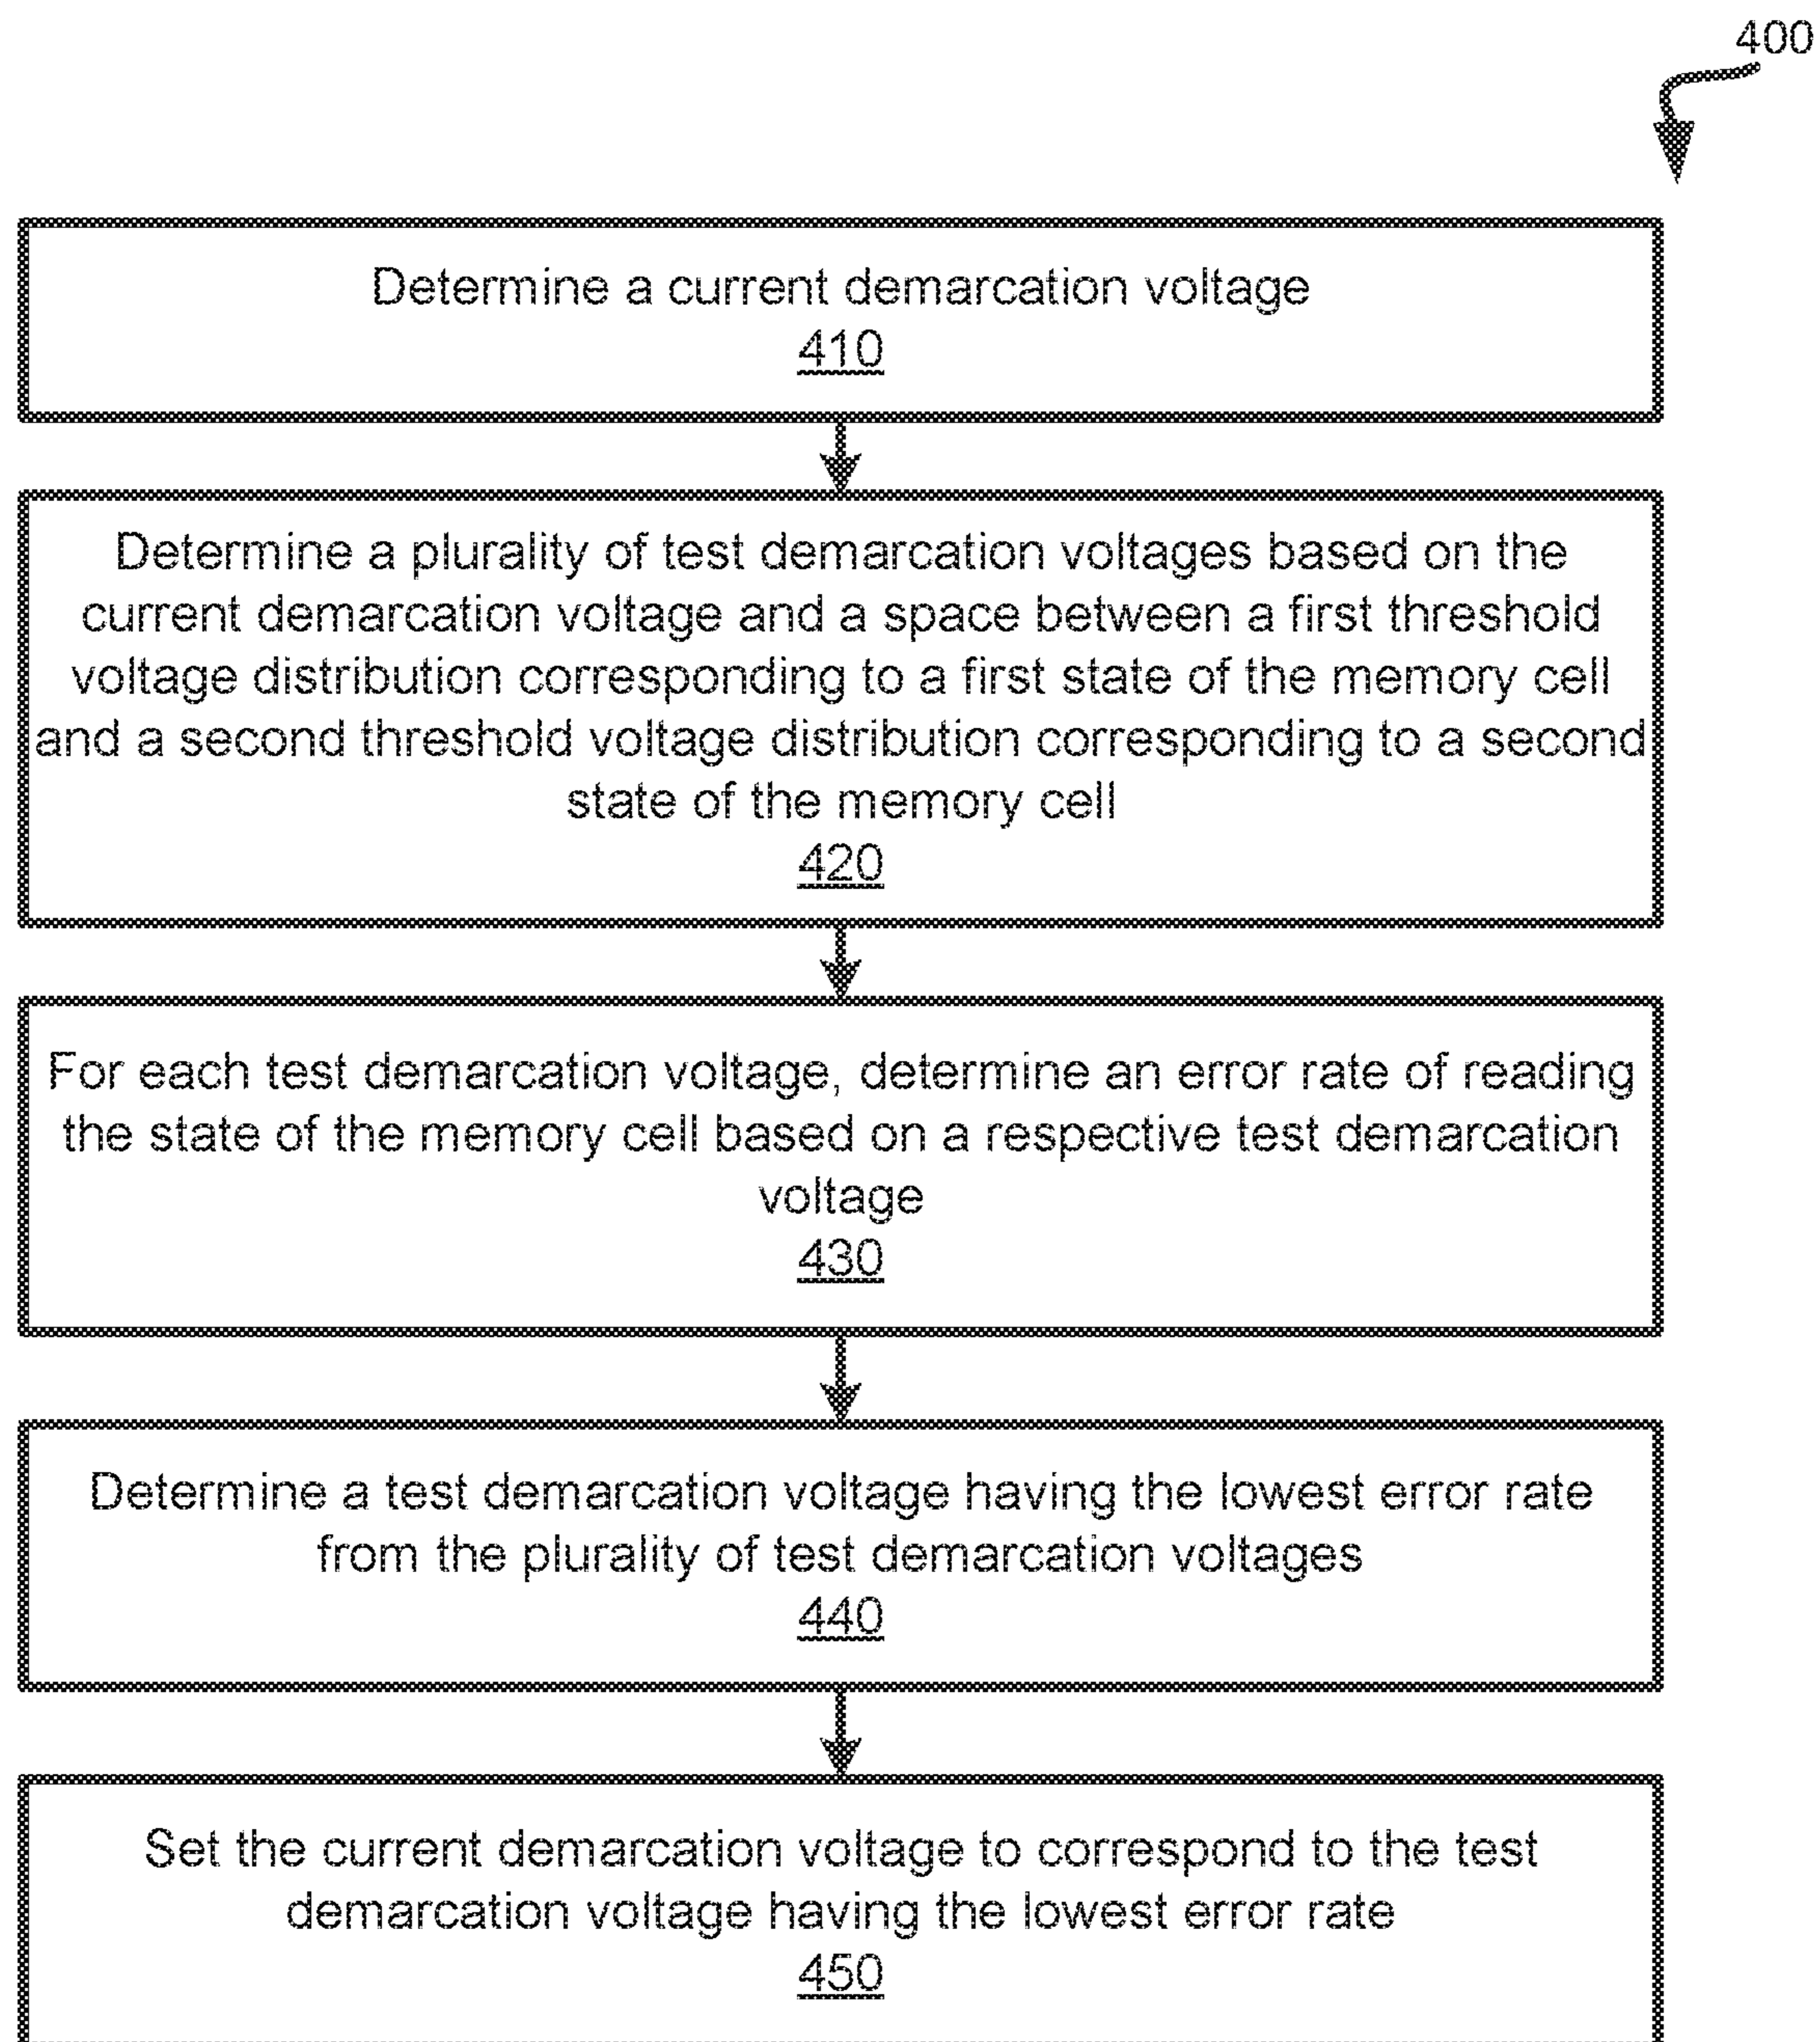 400
Determine a current demarcation voltage
410
Determine a plurality of test demarcation voltages based on the
current demarcation voltage and a space between a first threshold
voltage distribution corresponding to a first state of the memory cell
and a second threshold voltage distribution corresponding to a second
state of the memory cell
420
For each test demarcation voltage, determine an error rate of reading
the state of the memory cell based on a respective test demarcation
voltage
430
Determine a test demarcation voltage having the lowest error rate
from the plurality of test demarcation voltages
440
Set the current demarcation voltage to correspond to the test
demarcation voltage having the lowest error rate
450